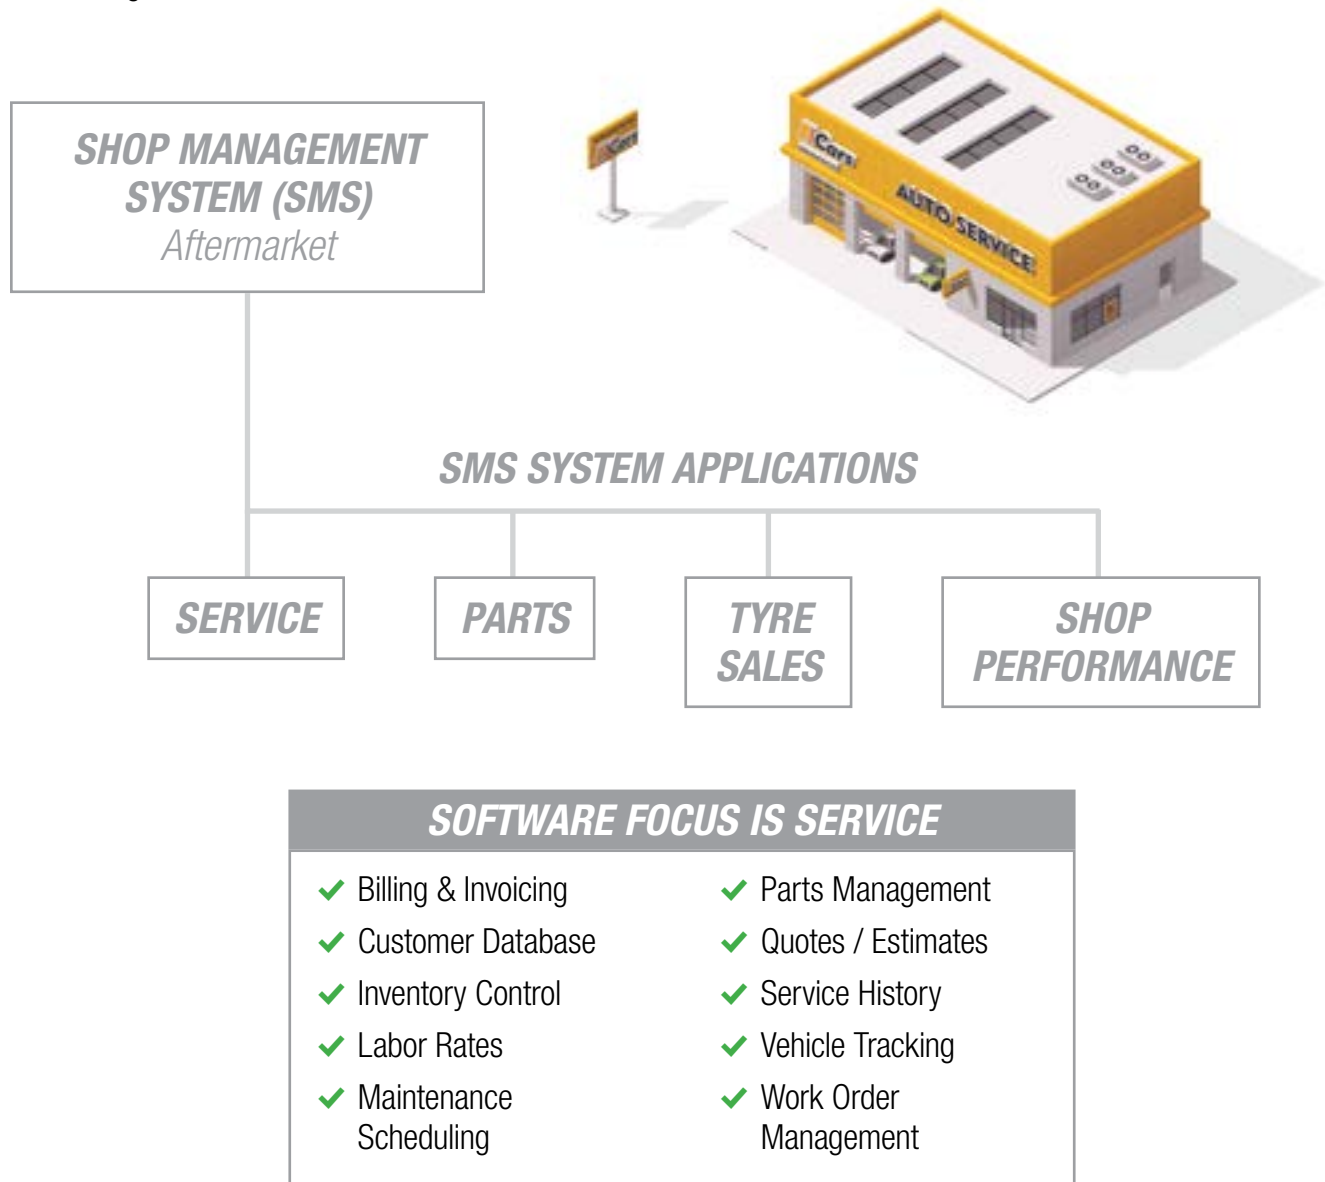 SHOP MANAGEMENT
SYSTEM (SMS)
Aftermarket
Cars
Cars
AUTO SERVICE
SMS SYSTEM APPLICATIONS
SERVICE
PARTS
TYRE
SALES
SHOP
PERFORMANCE
SOFTWARE FOCUS IS SERVICE
Billing & Invoicing
Customer Database
Inventory Control
Labor Rates
Maintenance
Scheduling
Parts Management
Quotes / Estimates
Service History
Vehicle Tracking
Work Order
Management